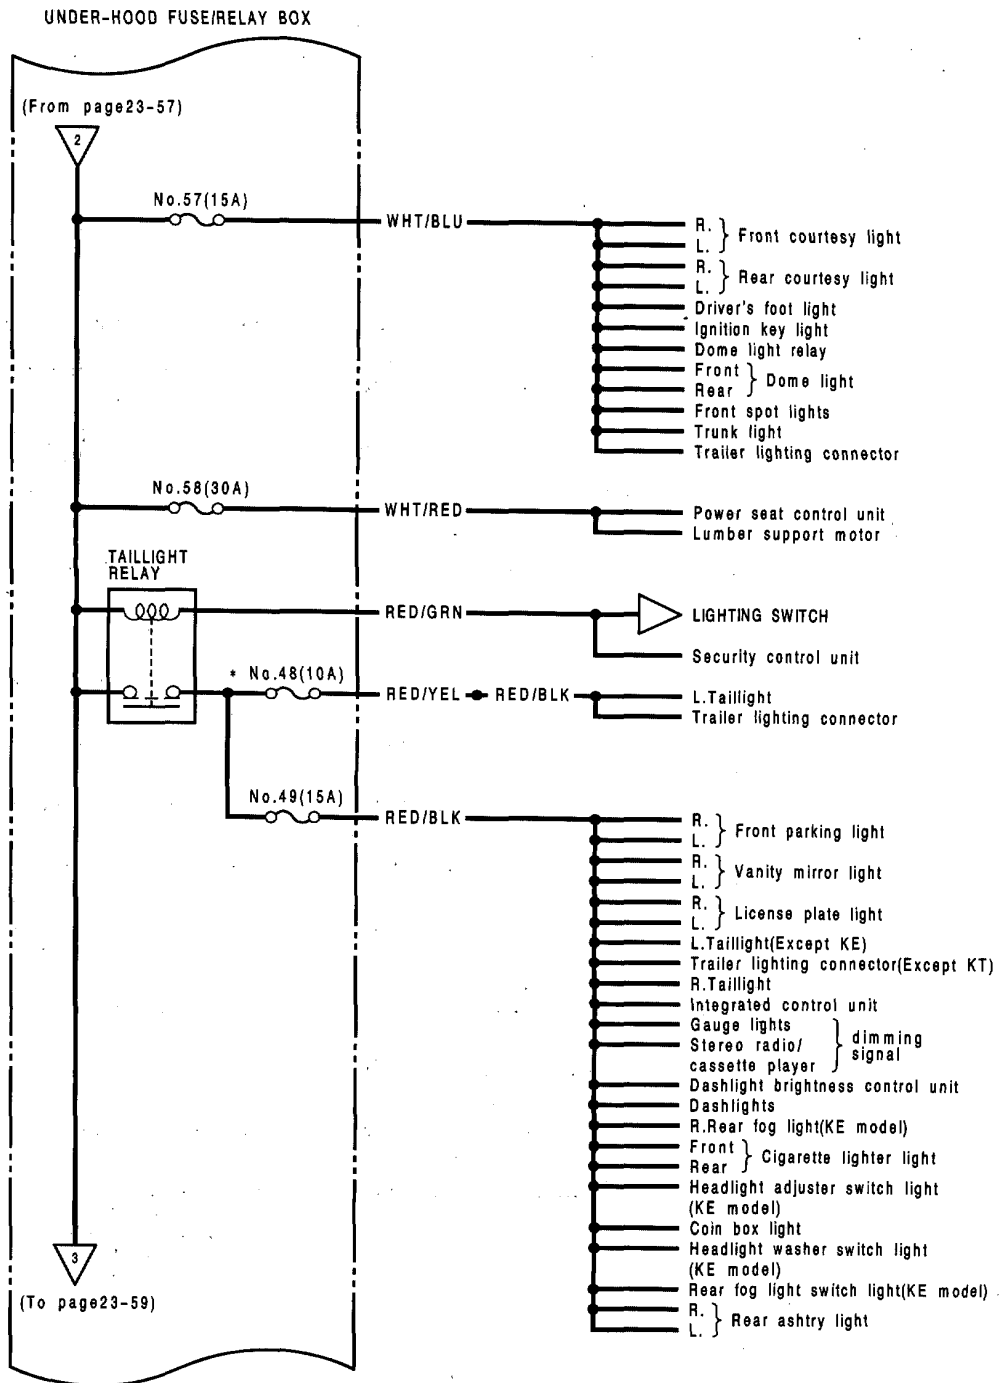 UNDER-HOOD FUSE/RELAY BOX
(From page23-57)
2
No.57(15A)
WHT/BLU
R.
L.
Front courtesy light
R.
L.
Rear courtesy light
Driver's foot light
Ignition key light
Dome light relay
Front
Rear
Dome light
Front spot lights
Trunk light
Trailer lighting connector
No.58(30A)
WHT/RED
Power seat control unit
Lumber support motor
TAILLIGHT
RELAY
RED/GRN
LIGHTING SWITCH
Security control unit
* No.48(10A)
RED/YEL
RED/BLK
L.Taillight
Trailer lighting connector
No.49(15A)
RED/BLK
R.
L.
Front parking light
R.
L.
Vanity mirror light
R.
L.
License plate light
L.Taillight(Except KE)
Trailer lighting connector(Except KT)
R.Taillight
Integrated control unit
Gauge lights
Stereo radio/
cassette player
dimming
signal
Dashlight brightness control unit
Dashlights
R.Rear fog light(KE model)
Front
Rear
Cigarette lighter light
Headlight adjuster switch light
(KE model)
Coin box light
Headlight washer switch light
(KE model)
Rear fog light switch light(KE model)
R.
L.
Rear ashtry light
3
(To page23-59)